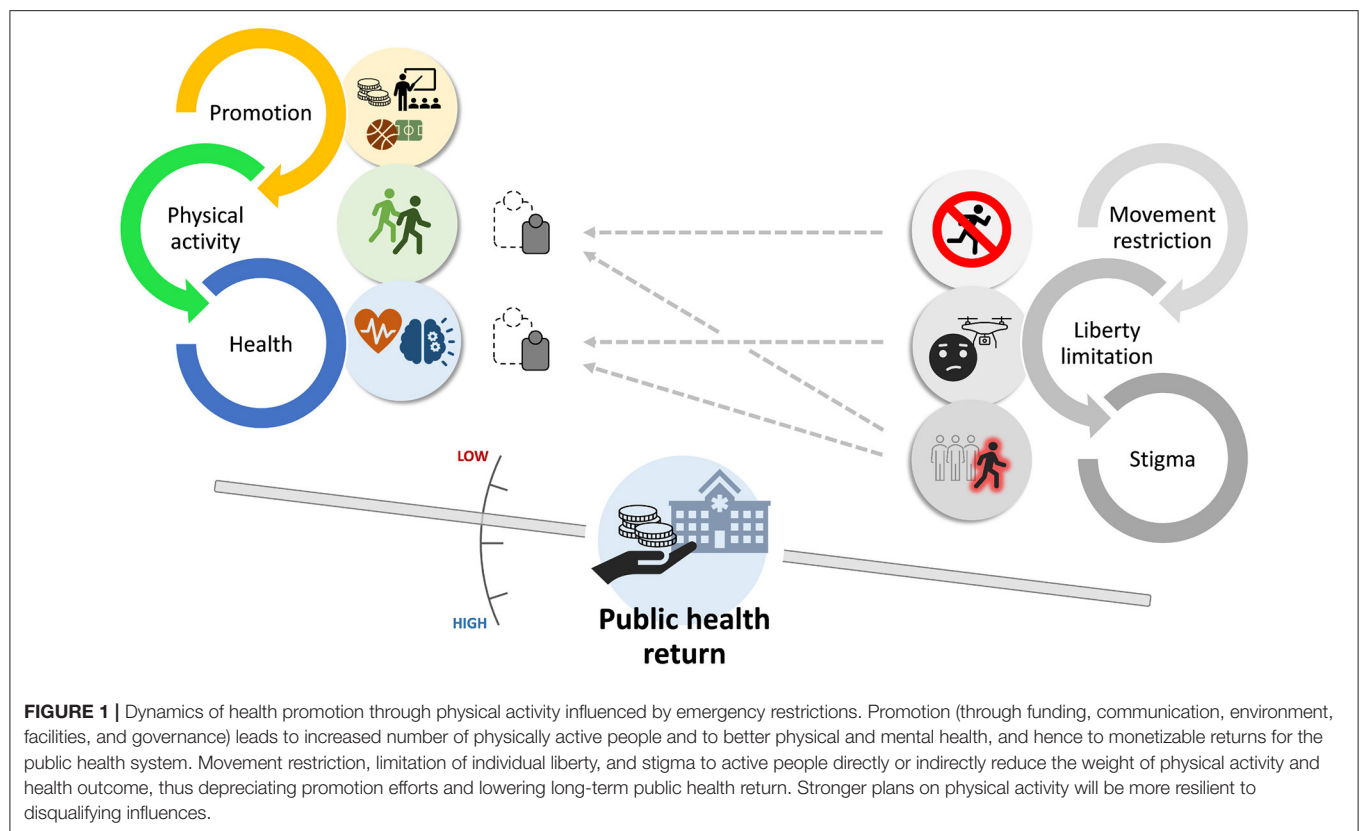 Promotion
Physical
activity
Health
Movement
restriction
Liberty
limitation
Stigma
LOW
HIGH
Public health
return
FIGURE 1 | Dynamics of health promotion through physical activity influenced by emergency restrictions. Promotion (through funding, communication, environment,
facilities, and governance) leads to increased number of physically active people and to better physical and mental health, and hence to monetizable returns for the
public health system. Movement restriction, limitation of individual liberty, and stigma to active people directly or indirectly reduce the weight of physical activity and
health outcome, thus depreciating promotion efforts and lowering long-term public health return. Stronger plans on physical activity will be more resilient to
disqualifying influences.